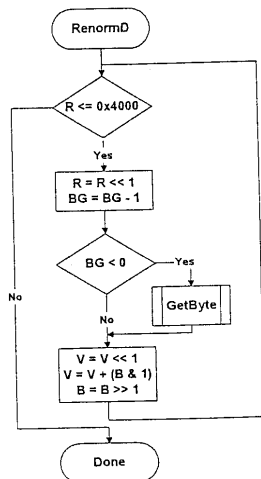 RenormD
R <= 0x4000
Yes
R = R << 1
BG = BG - 1
BG < 0
Yes
No
GetByte
No
V = V << 1
V = V + (B & 1)
B = B >> 1
Done